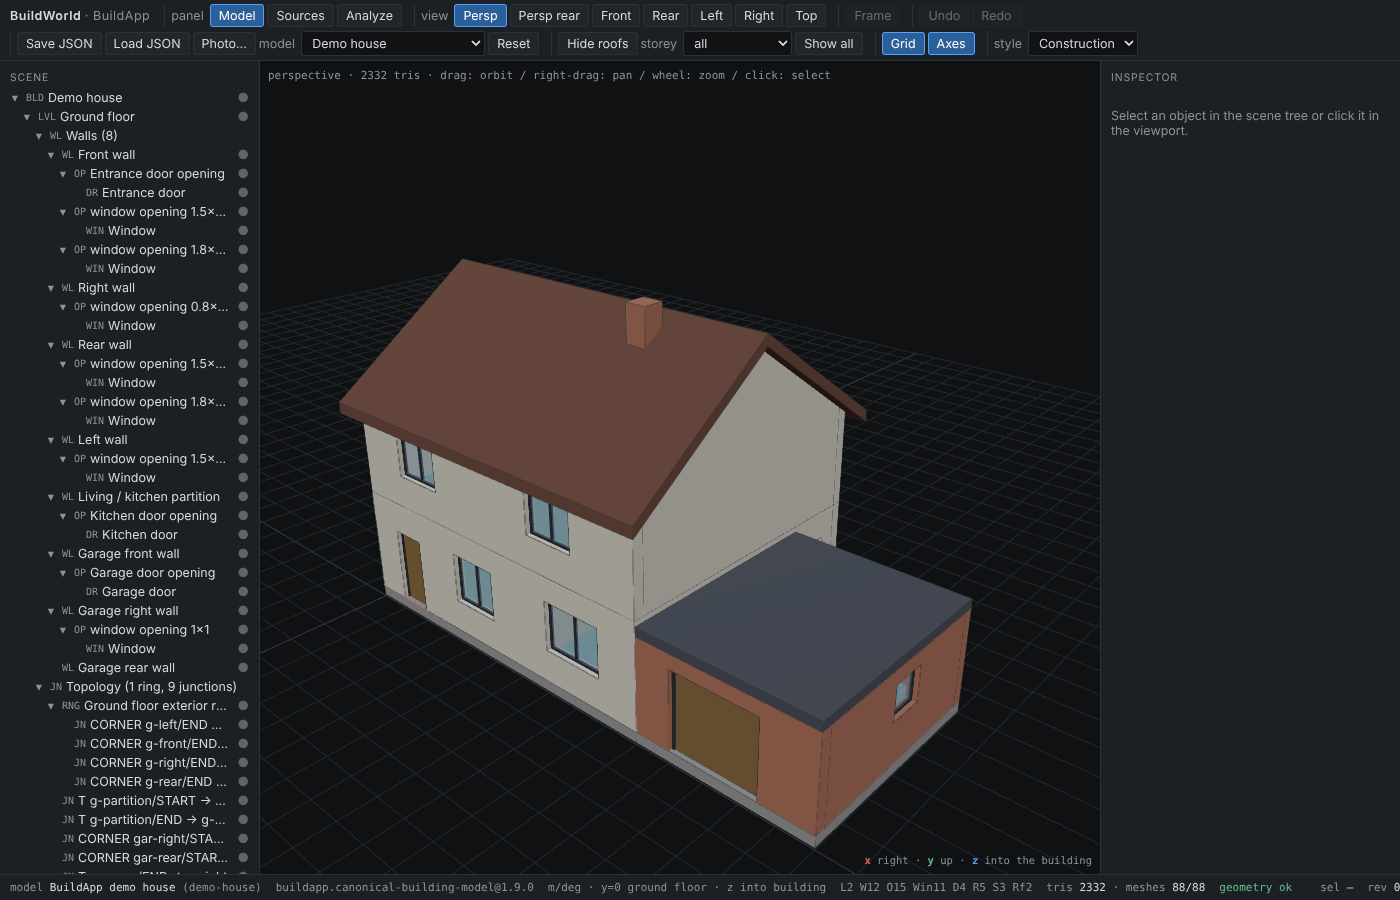 BuildWorld · BuildApp panel Model Sources Analyze view Persp Persp rear Front Rear Left Right Top Frame Undo Redo
Save JSON Load JSON Photo... model Demo house Reset Hide roofs storey all Show all Grid Axes style Construction
SCENE
BLD Demo house
LVL Ground floor
WL Walls (8)
WL Front wall
OP Entrance door opening
DR Entrance door
OP window opening 1.5×...
WIN Window
OP window opening 1.8×...
WIN Window
WL Right wall
OP window opening 0.8×...
WIN Window
WL Rear wall
OP window opening 1.5×...
WIN Window
OP window opening 1.8×...
WIN Window
WL Left wall
OP window opening 1.5×...
WIN Window
WL Living / kitchen partition
OP Kitchen door opening
DR Kitchen door
WL Garage front wall
OP Garage door opening
DR Garage door
WL Garage right wall
OP window opening 1×1
WIN Window
WL Garage rear wall
JN Topology (1 ring, 9 junctions)
RNG Ground floor exterior r...
JN CORNER g-left/END ...
JN CORNER g-front/END...
JN CORNER g-right/END...
JN CORNER g-rear/END ...
JN T g-partition/START → ...
JN T g-partition/END → g-...
JN CORNER gar-right/STA...
JN CORNER gar-rear/STAR...
perspective · 2332 tris · drag: orbit / right-drag: pan / wheel: zoom / click: select
x right · y up · z into the building
INSPECTOR
Select an object in the scene tree or click it in
the viewport.
model BuildApp demo house (demo-house) buildapp.canonical-building-model@1.9.0 m/deg · y=0 ground floor · z into building L2 W12 O15 Win11 D4 R5 S3 Rf2 tris 2332 · meshes 88/88 geometry ok sel — rev 0